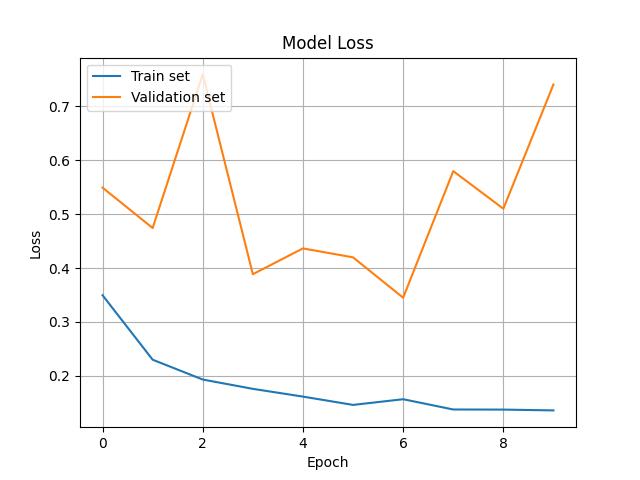 Model Loss
Train set
Validation set
0.7
0.6
0.5
0.4
0.3
0.2
Loss
0 2 4 6 8
Epoch